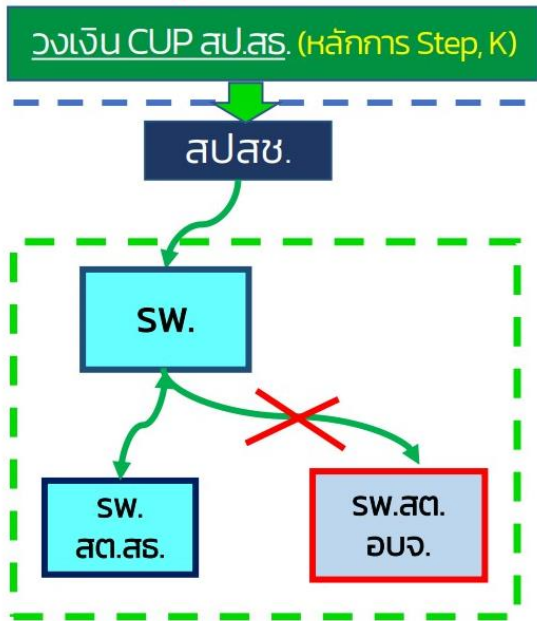 วงเงิน CUP สป.สธ. (หลักการ Step, K)
สปสช.
รพ.
รพ.
สต.สธ.
รพ.สต.
อบจ.